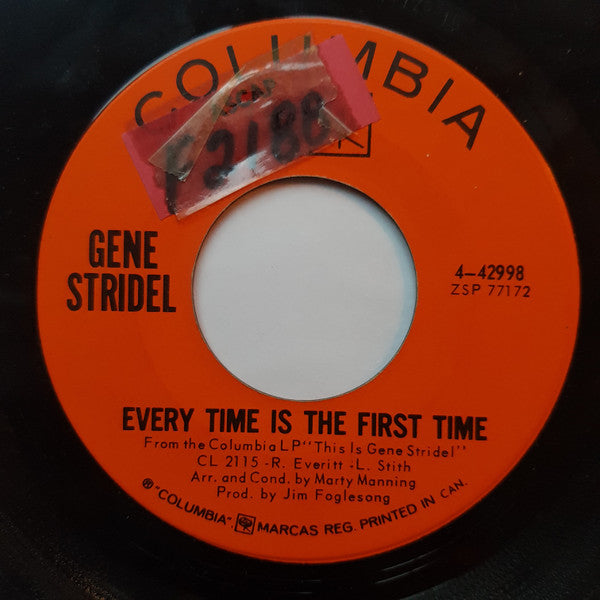 COLUMBIA
F2188
GENE
STRIDEL
4-42998
ZSP 77172
EVERY TIME IS THE FIRST TIME
From the Columbia LP "This Is Gene Stridel"
CL 2115 -R. Everitt :L. Stith
Arr. and Cond. by Marty Manning
Prod. by Jim Foglesong
® "COLUMBIA", MARCAS REG. PRINTED IN CAN.